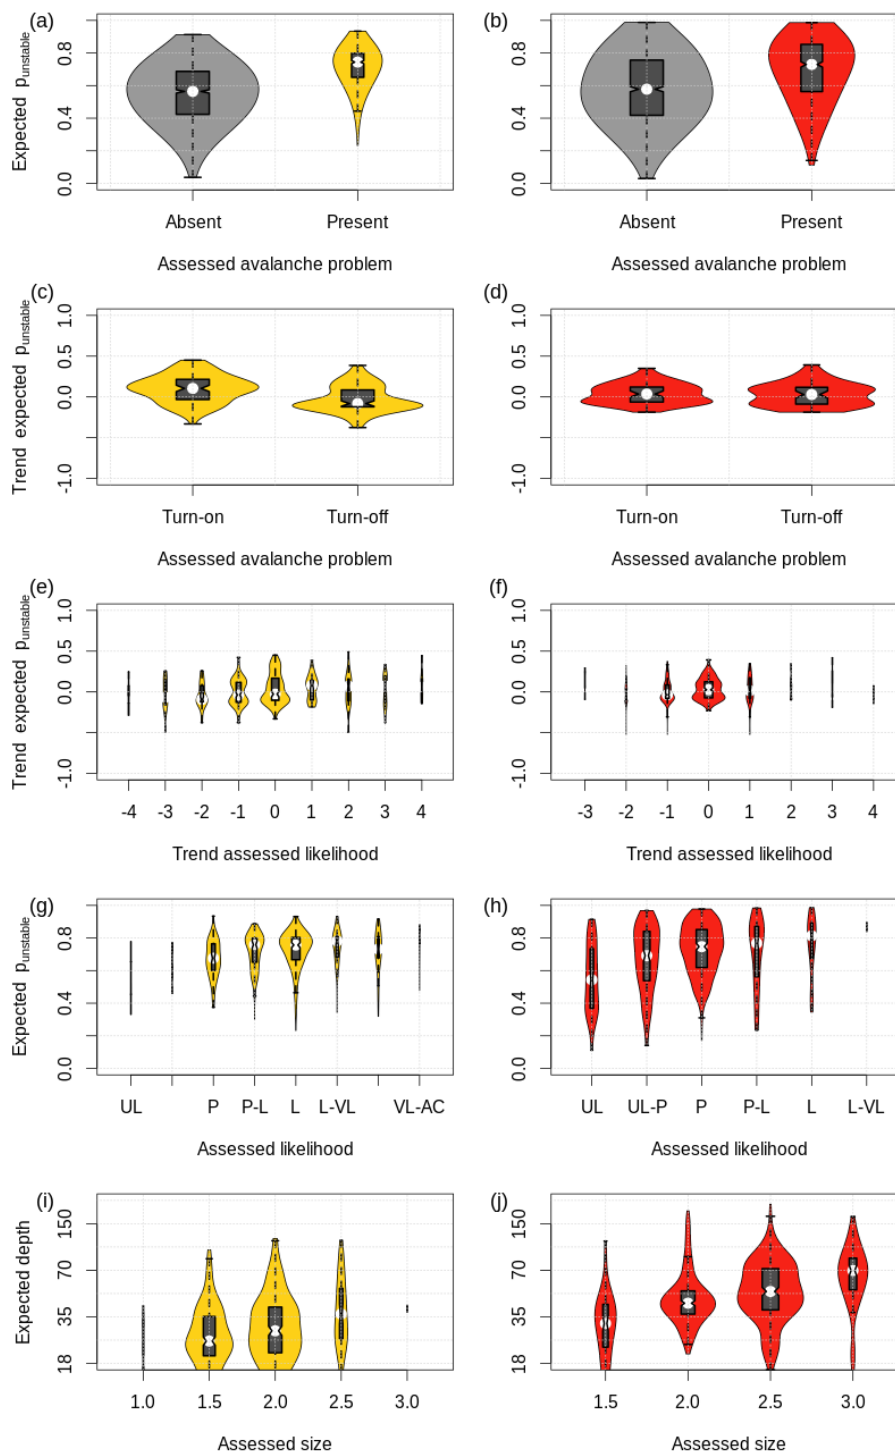 (a) (b)
Expected punstable
0.0 0.4 0.8
0.0 0.4 0.8
Absent Present
Absent Present
Assessed avalanche problem
Assessed avalanche problem
(c) (d)
Trend expected punstable
-1.0 0.0 0.5 1.0
-1.0 0.0 0.5 1.0
Turn-on Turn-off
Turn-on Turn-off
Assessed avalanche problem
Assessed avalanche problem
(e) (f)
Trend expected punstable
-1.0 0.0 0.5 1.0
-1.0 0.0 0.5 1.0
-4 -3 -2 -1 0 1 2 3 4
-3 -2 -1 0 1 2 3 4
Trend assessed likelihood
Trend assessed likelihood
(g) (h)
Expected punstable
0.0 0.4 0.8
0.0 0.4 0.8
UL P P-L L L-VL VL-AC
UL UL-P P P-L L L-VL
Assessed likelihood
Assessed likelihood
(i) (j)
Expected depth
18 35 70 150
18 35 70 150
1.0 1.5 2.0 2.5 3.0
1.5 2.0 2.5 3.0
Assessed size
Assessed size